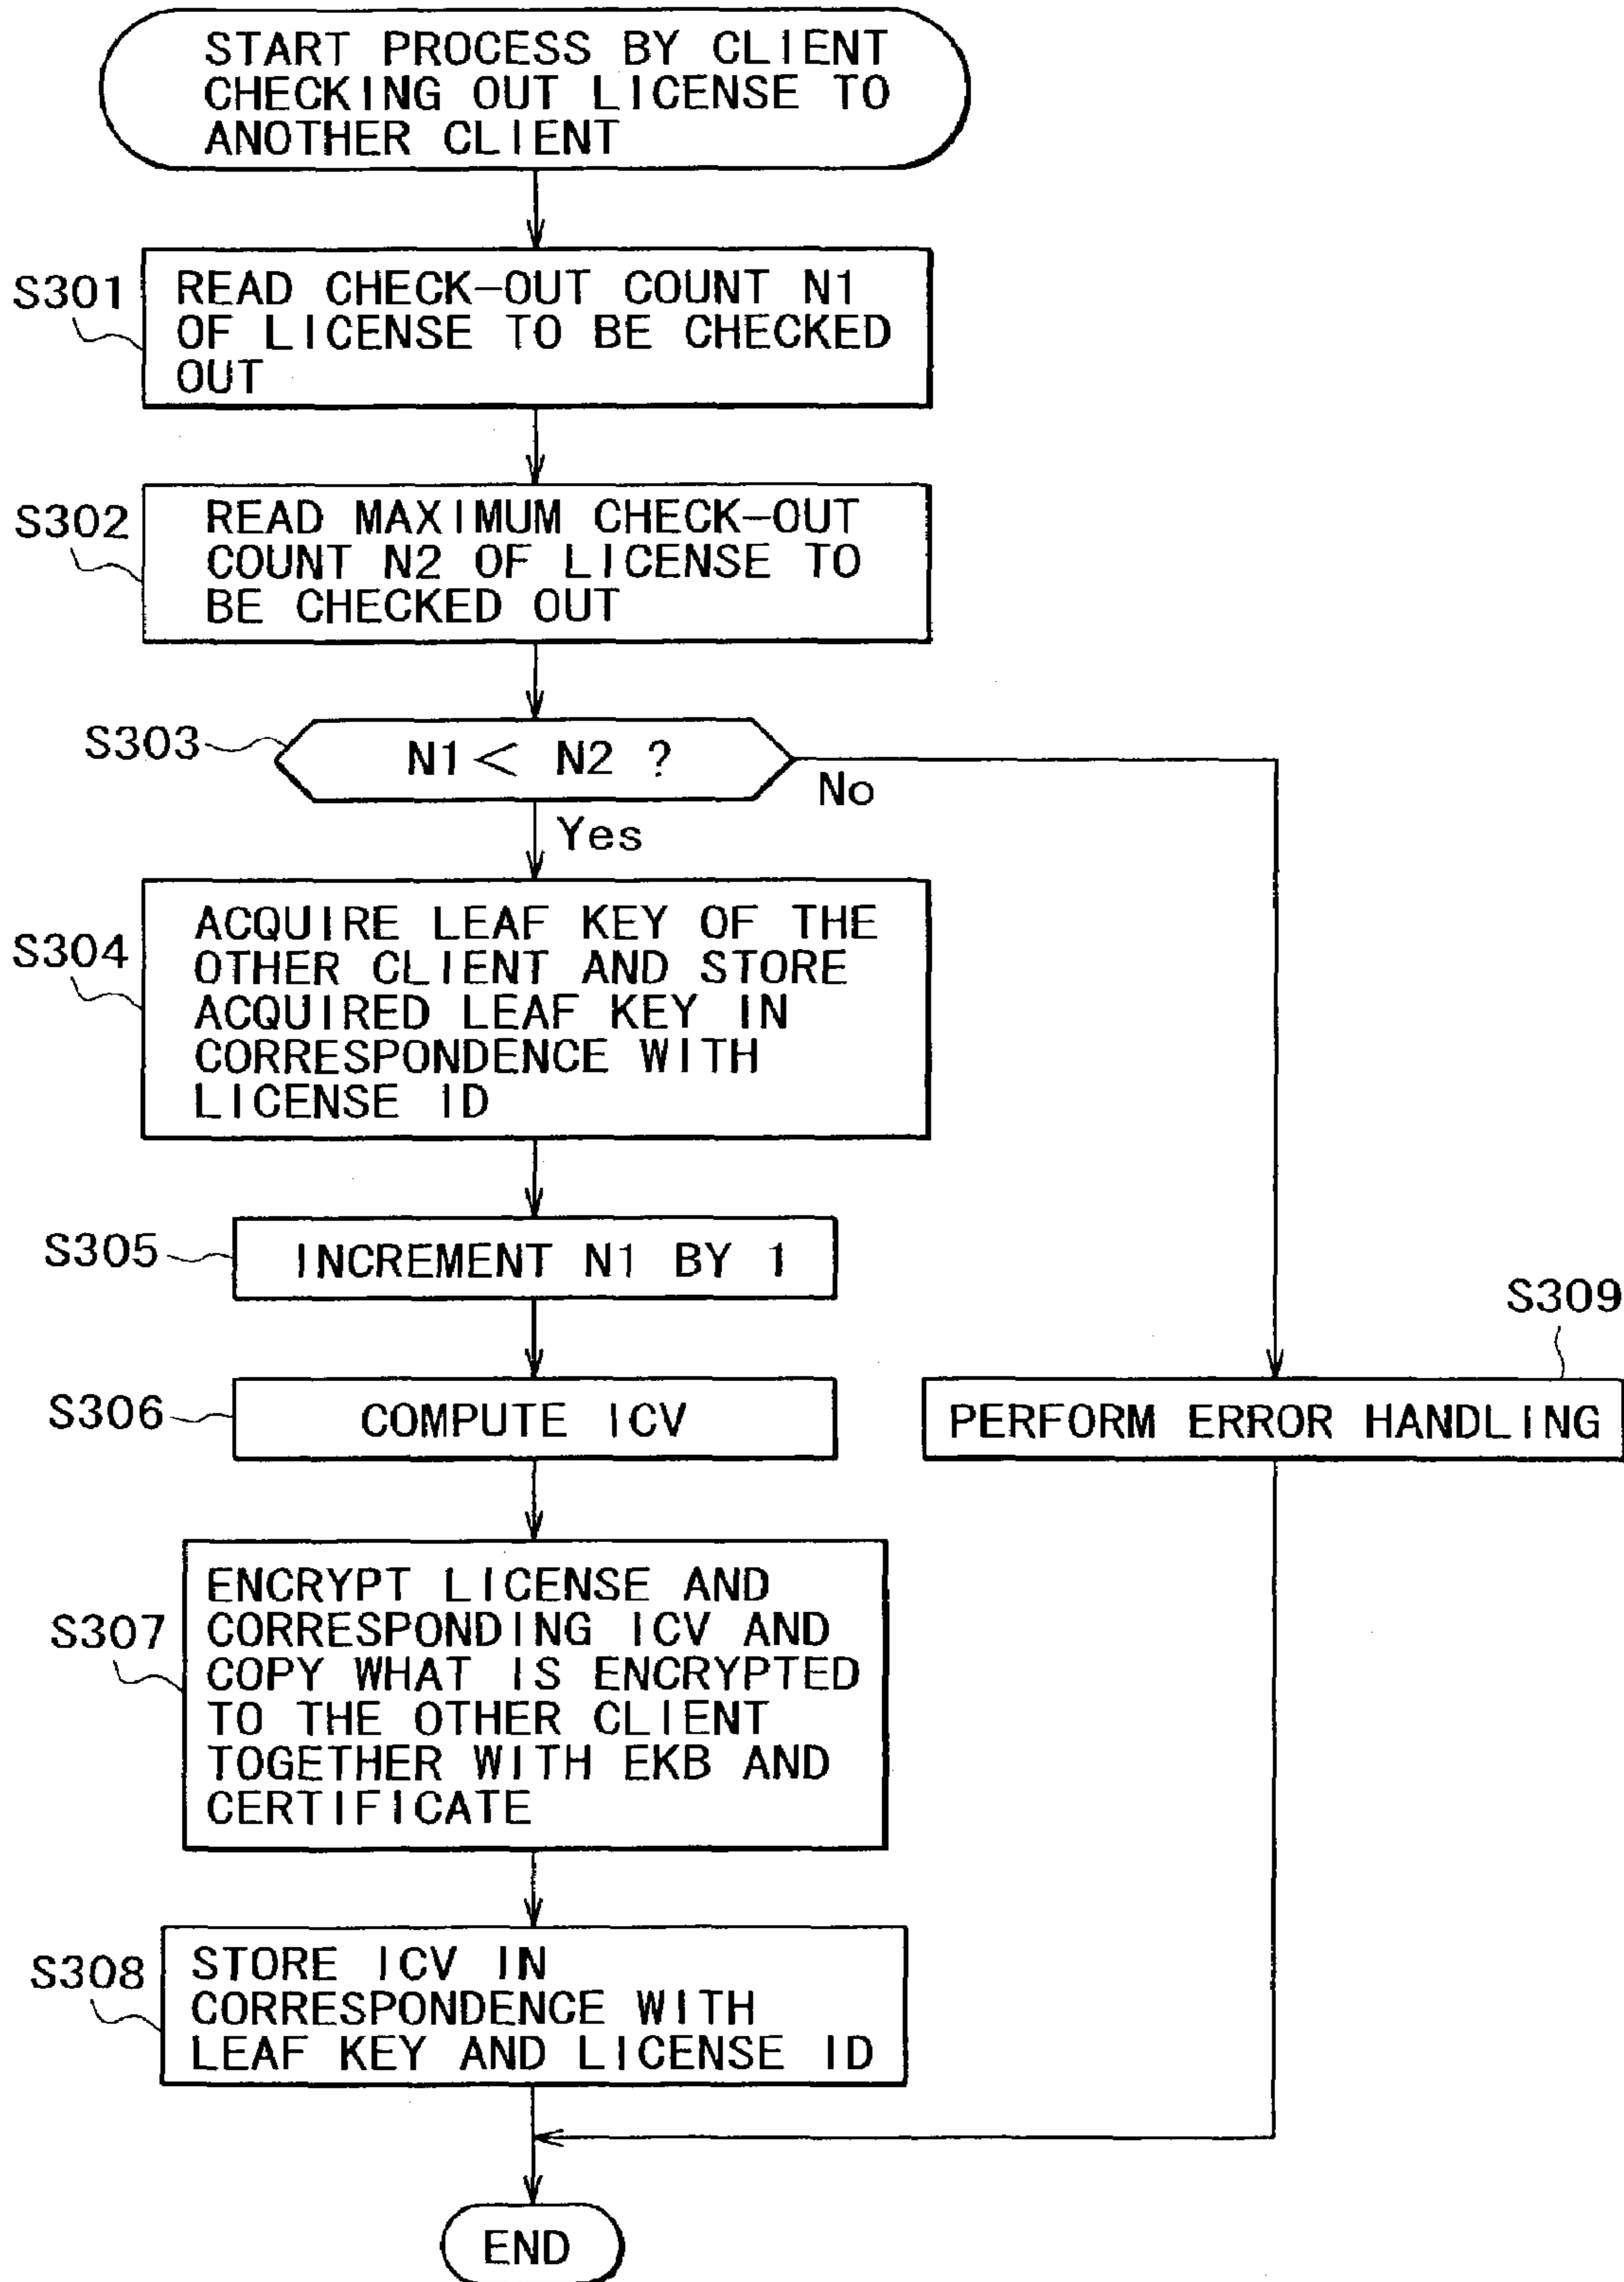 START PROCESS BY CLIENT
CHECKING OUT LICENSE TO
ANOTHER CLIENT
S301
READ CHECK-OUT COUNT N1
OF LICENSE TO BE CHECKED
OUT
S302
READ MAXIMUM CHECK-OUT
COUNT N2 OF LICENSE TO
BE CHECKED OUT
S303
N1 < N2 ?
No
Yes
S304
ACQUIRE LEAF KEY OF THE
OTHER CLIENT AND STORE
ACQUIRED LEAF KEY IN
CORRESPONDENCE WITH
LICENSE ID
S305
INCREMENT N1 BY 1
S309
S306
COMPUTE ICV
PERFORM ERROR HANDLING
S307
ENCRYPT LICENSE AND
CORRESPONDING ICV AND
COPY WHAT IS ENCRYPTED
TO THE OTHER CLIENT
TOGETHER WITH EKB AND
CERTIFICATE
S308
STORE ICV IN
CORRESPONDENCE WITH
LEAF KEY AND LICENSE ID
END